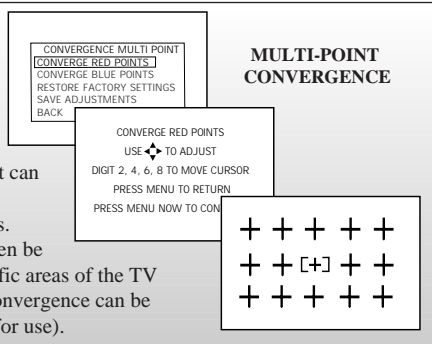 CONVERGENCE MULTI POINT
CONVERGE RED POINTS
CONVERGE BLUE POINTS
RESTORE FACTORY SETTINGS
SAVE ADJUSTMENTS
BACK
MULTI-POINT
CONVERGENCE
CONVERGE RED POINTS
USE TO ADJUST
DIGIT 2, 4, 6, 8 TO MOVE CURSOR
PRESS MENU TO RETURN
PRESS MENU NOW TO CON
t can
s.
en be
fic areas of the TV
onvergence can be
for use).